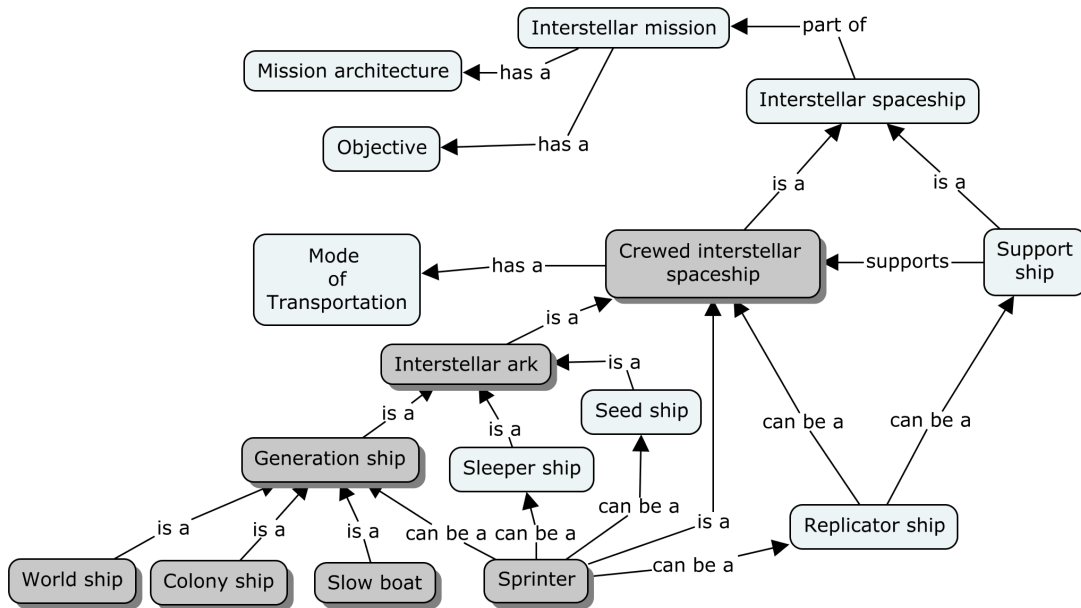 Interstellar mission
part of
Mission architecture
has a
Interstellar spaceship
Objective
has a
is a
is a
Mode
of
Transportation
has a
Crewed interstellar
spaceship
supports
Support
ship
is a
Interstellar ark
is a
is a
Seed ship
can be a
can be a
Generation ship
is a
Sleeper ship
is a
is a
is a
can be a
can be a
can be a
is a
Replicator ship
can be a
World ship
Colony ship
Slow boat
Sprinter